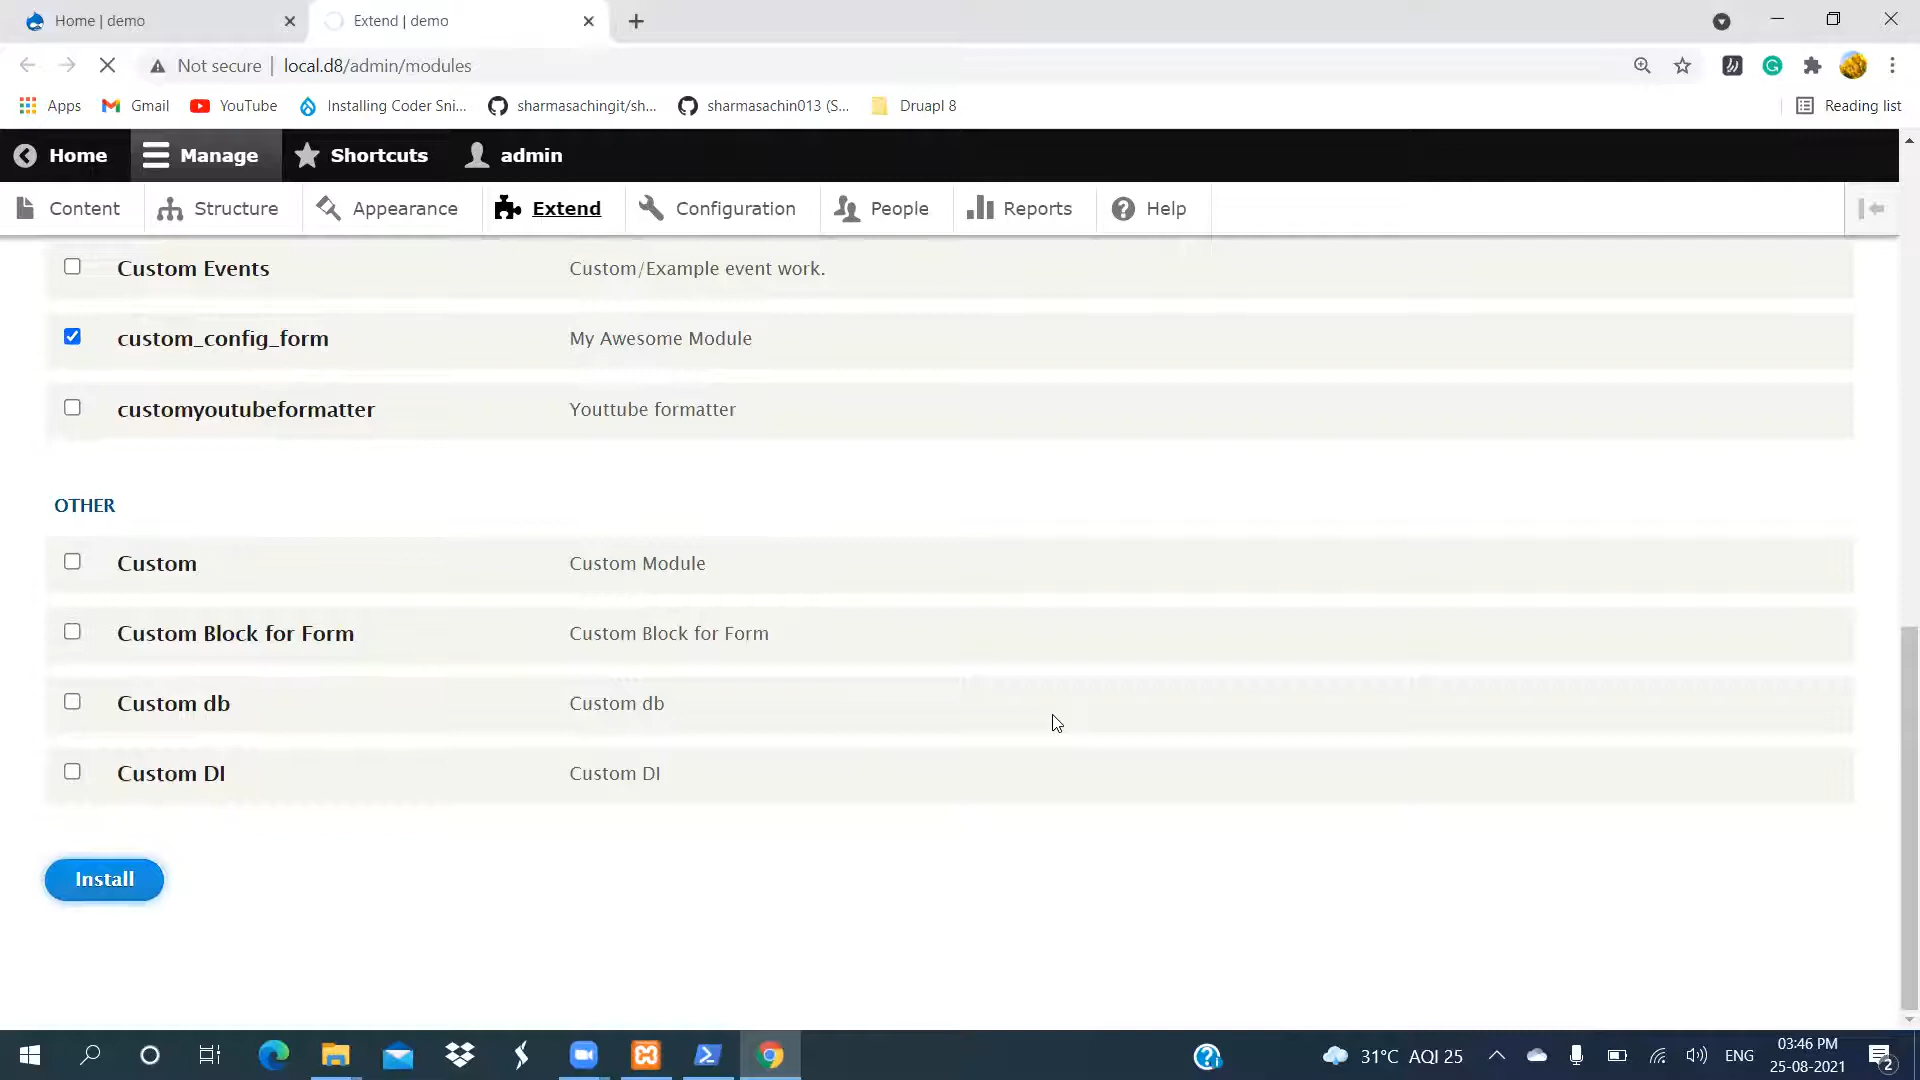 Home | demo
Extend | demo
Not secure | local.d8/admin/modules
Apps Gmail YouTube Installing Coder Sni... sharmasachingit/sh... sharmasachin013 (S... Druapl 8 Reading list
Home Manage Shortcuts admin
Content Structure Appearance Extend Configuration People Reports Help
Custom Events Custom/Example event work.
custom_config_form My Awesome Module
customyoutubeformatter Youttube formatter
OTHER
Custom Custom Module
Custom Block for Form Custom Block for Form
Custom db Custom db
Custom DI Custom DI
Install
31°C AQI 25 ENG 03:46 PM
25-08-2021 2